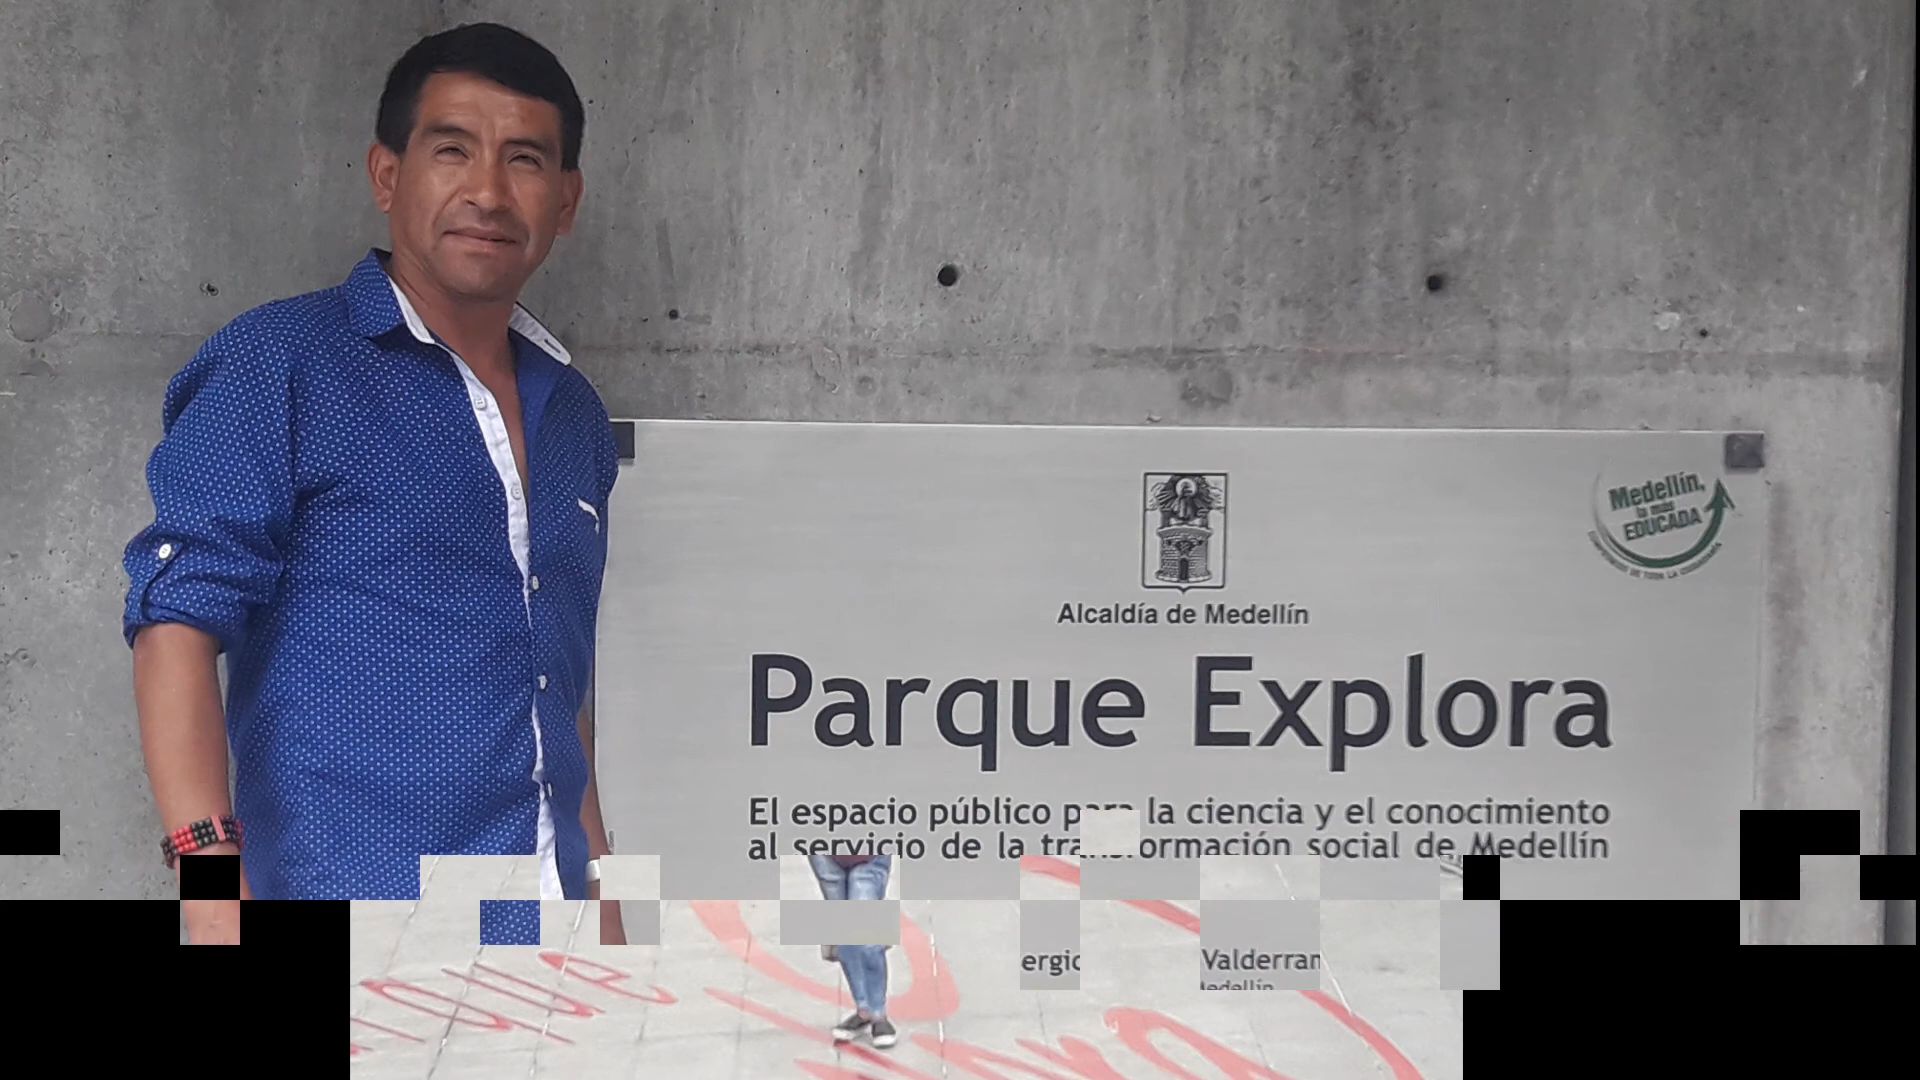 Medellín,
la más
EDUCADA
Alcaldía de Medellín
Parque Explora
El espacio público para la ciencia y el conocimiento
al servicio de la transformación social de Medellín
Valderram